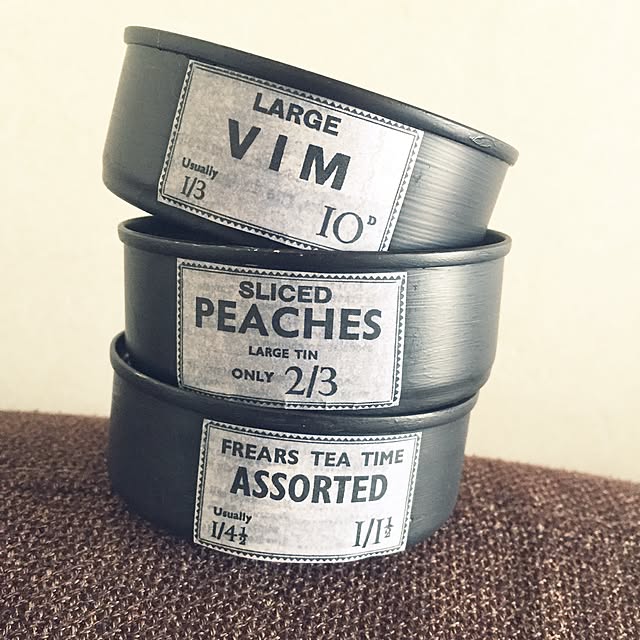 LARGE
VIM
Usually
1/3
10D
SLICED
PEACHES
LARGE TIN
ONLY 2/3
FREARS TEA TIME
ASSORTED
Usually
1/4½
1/1½